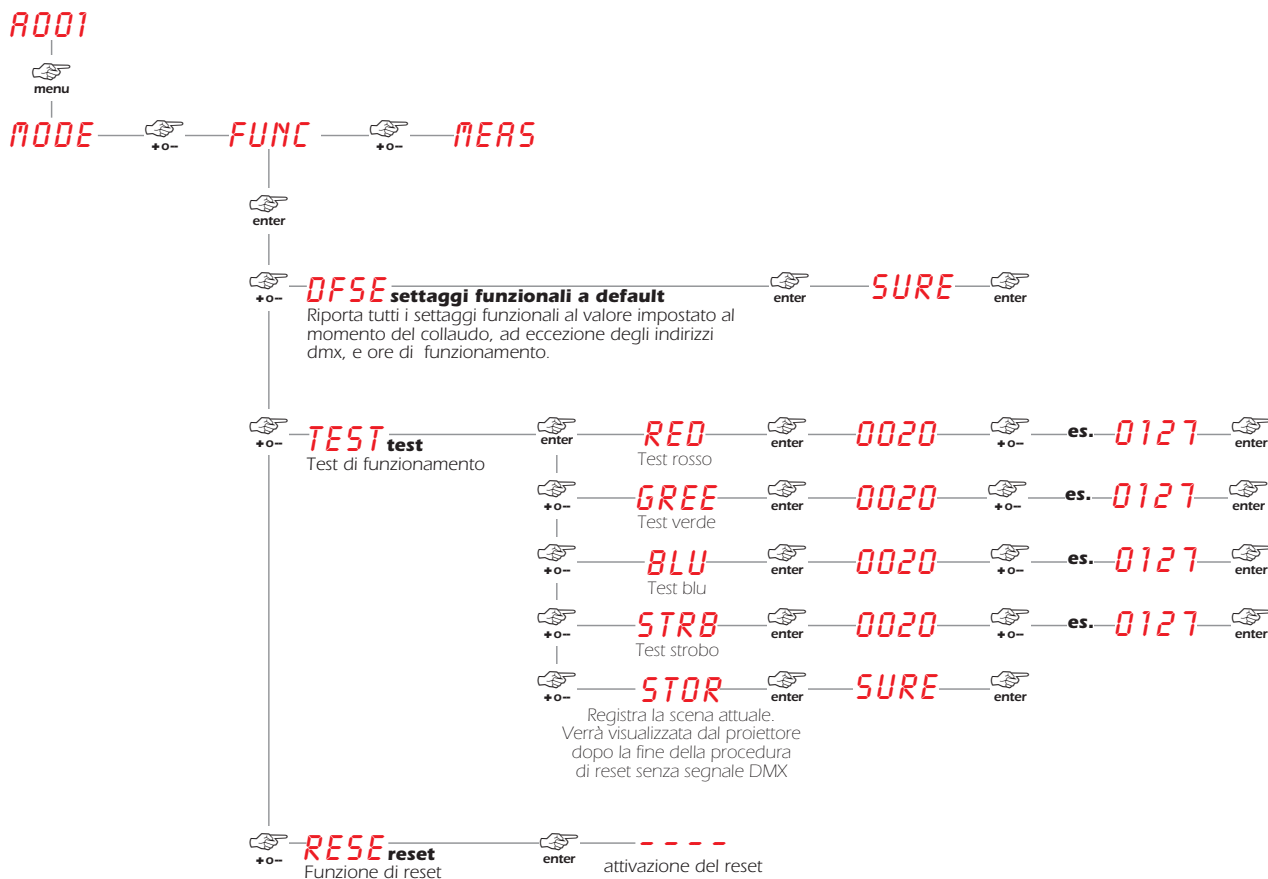 A001
menu
MODE +o- FUNC +o- MEAS
enter
+o- DFSE settaggi funzionali a default enter SURE enter
Riporta tutti i settaggi funzionali al valore impostato al
momento del collaudo, ad eccezione degli indirizzi
dmx, e ore di funzionamento.
+o- TEST test enter RED enter 0020 +o- es. 0127 enter
Test di funzionamento
Test rosso
+o- GREE enter 0020 +o- es. 0127 enter
Test verde
+o- BLU enter 0020 +o- es. 0127 enter
Test blu
+o- STRB enter 0020 +o- es. 0127 enter
Test strobo
+o- STOR enter SURE enter
Registra la scena attuale.
Verrà visualizzata dal proiettore
dopo la fine della procedura
di reset senza segnale DMX
+o- RESE reset enter - - - -
Funzione di reset
attivazione del reset